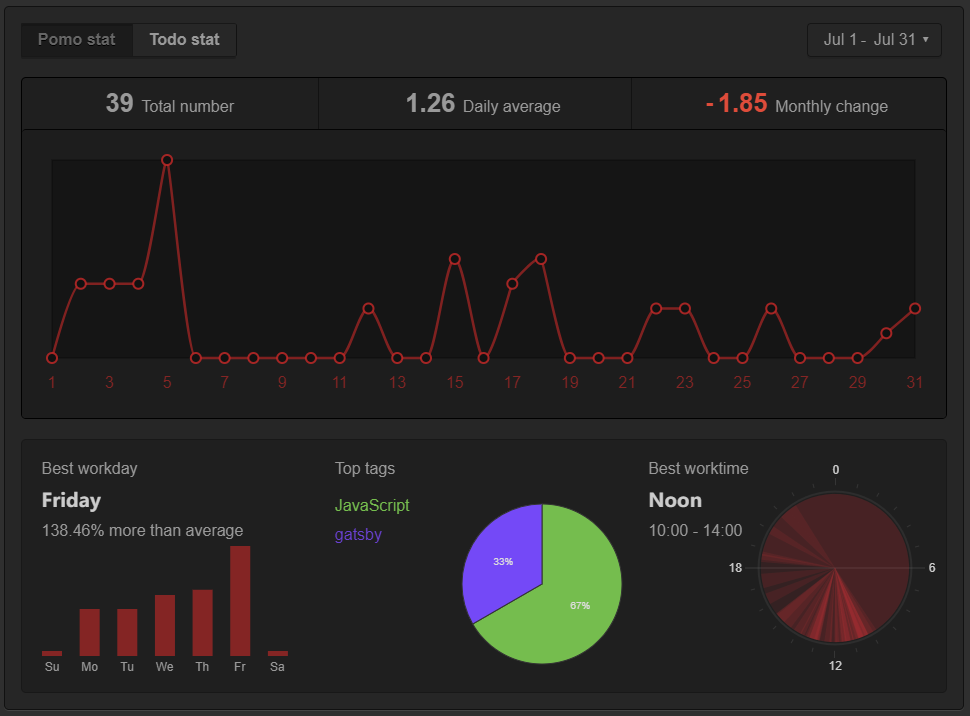 Pomo stat Todo stat Jul 1 - Jul 31 ▾
39 Total number 1.26 Daily average -1.85 Monthly change
1 3 5 7 9 11 13 15 17 19 21 23 25 27 29 31
Best workday
Friday
138.46% more than average
Su Mo Tu We Th Fr Sa
Top tags
JavaScript
gatsby
33%
67%
Best worktime
Noon
10:00 - 14:00
0
18 6
12